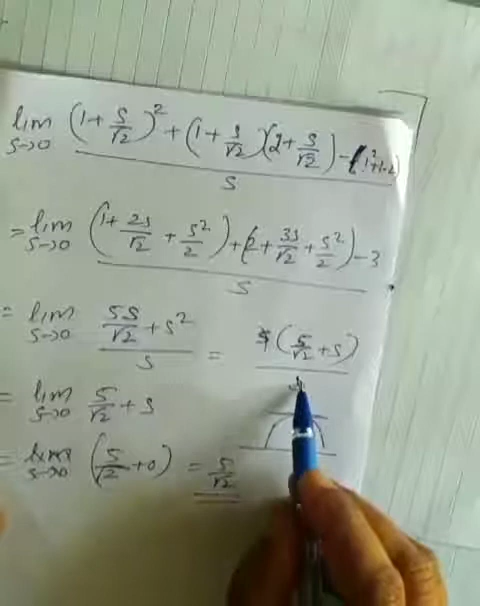 lim s→0 ((1+s/√2)² + (1+s/√2)(2+s/√2) - (1²+1·2))/s
= lim s→0 ((1+2s/√2+s²/2)+(2+3s/√2+s²/2)-3)/s
= lim s→0 (5s/√2+s²)/s = s(5/√2+s)
= lim s→0 5/√2+s
= lim s→0 (5/√2+0) = 5/√2